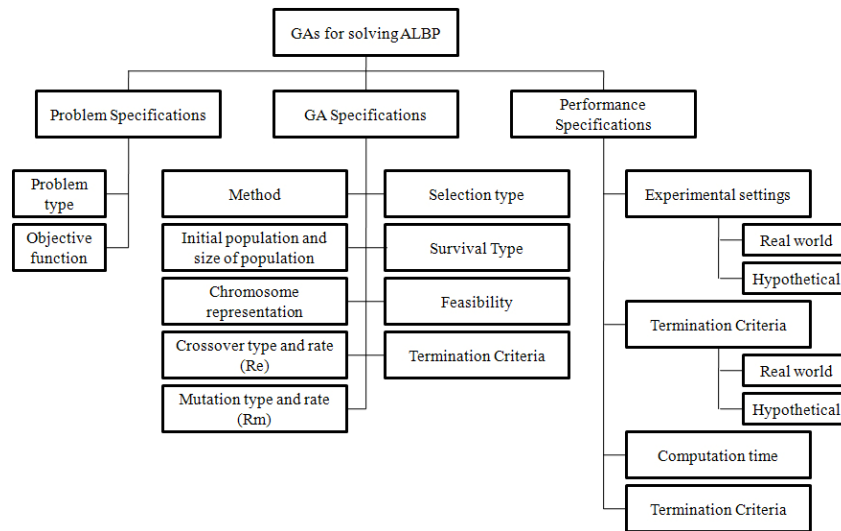 GAs for solving ALBP
Problem Specifications
GA Specifications
Performance
Specifications
Problem
type
Objective
function
Method
Initial population and
size of population
Chromosome
representation
Crossover type and rate
(Re)
Mutation type and rate
(Rm)
Selection type
Survival Type
Feasibility
Termination Criteria
Experimental settings
Real world
Hypothetical
Termination Criteria
Real world
Hypothetical
Computation time
Termination Criteria